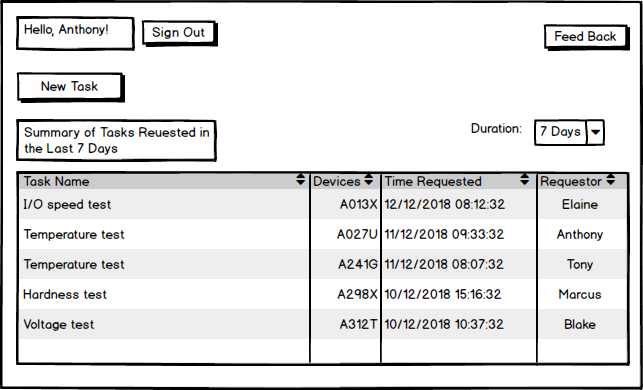 Hello, Anthony!
Sign Out
Feed Back
New Task
Summary of Tasks Reuested in
the Last 7 Days
Duration:
7 Days
Task Name Devices Time Requested Requestor
I/O speed test A013X 12/12/2018 08:12:32 Elaine
Temperature test A027U 11/12/2018 09:33:32 Anthony
Temperature test A241G 11/12/2018 08:07:32 Tony
Hardness test A298X 10/12/2018 15:16:32 Marcus
Voltage test A312T 10/12/2018 10:37:32 Blake